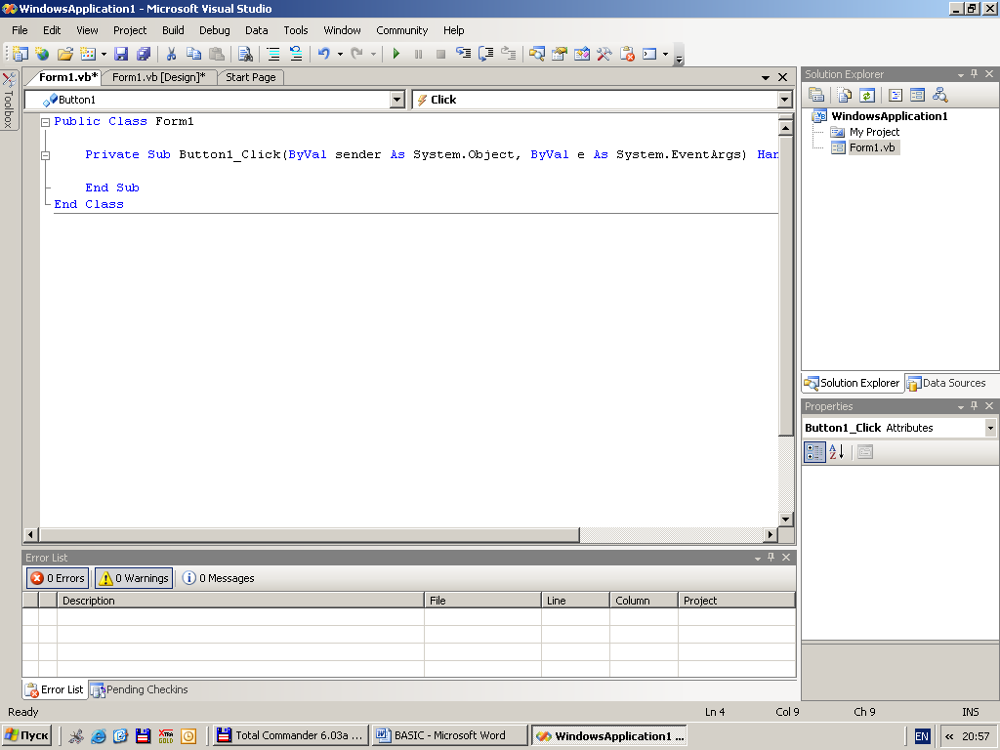 WindowsApplication1 - Microsoft Visual Studio
File Edit View Project Build Debug Data Tools Window Community Help
Form1.vb* Form1.vb [Design]* Start Page
Toolbox
Button1 Click
Public Class Form1
Private Sub Button1_Click(ByVal sender As System.Object, ByVal e As System.EventArgs) Han
End Sub
End Class
Solution Explorer
WindowsApplication1
My Project
Form1.vb
Solution Explorer Data Sources
Properties
Button1_Click Attributes
Error List
0 Errors 0 Warnings 0 Messages
Description File Line Column Project
Error List Pending Checkins
Ready Ln 4 Col 9 Ch 9 INS
Пуск XTRA GOLD Total Commander 6.03a ... BASIC - Microsoft Word WindowsApplication1 ... EN « 20:57